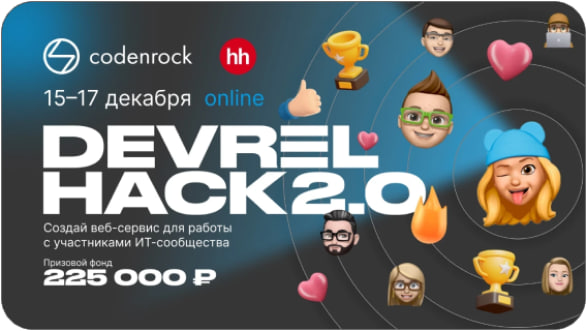 codenrock hh
15–17 декабря online
DEVREL
HACK 2.0
Создай веб-сервис для работы
с участниками ИТ-сообщества
Призовой фонд
225 000 ₽